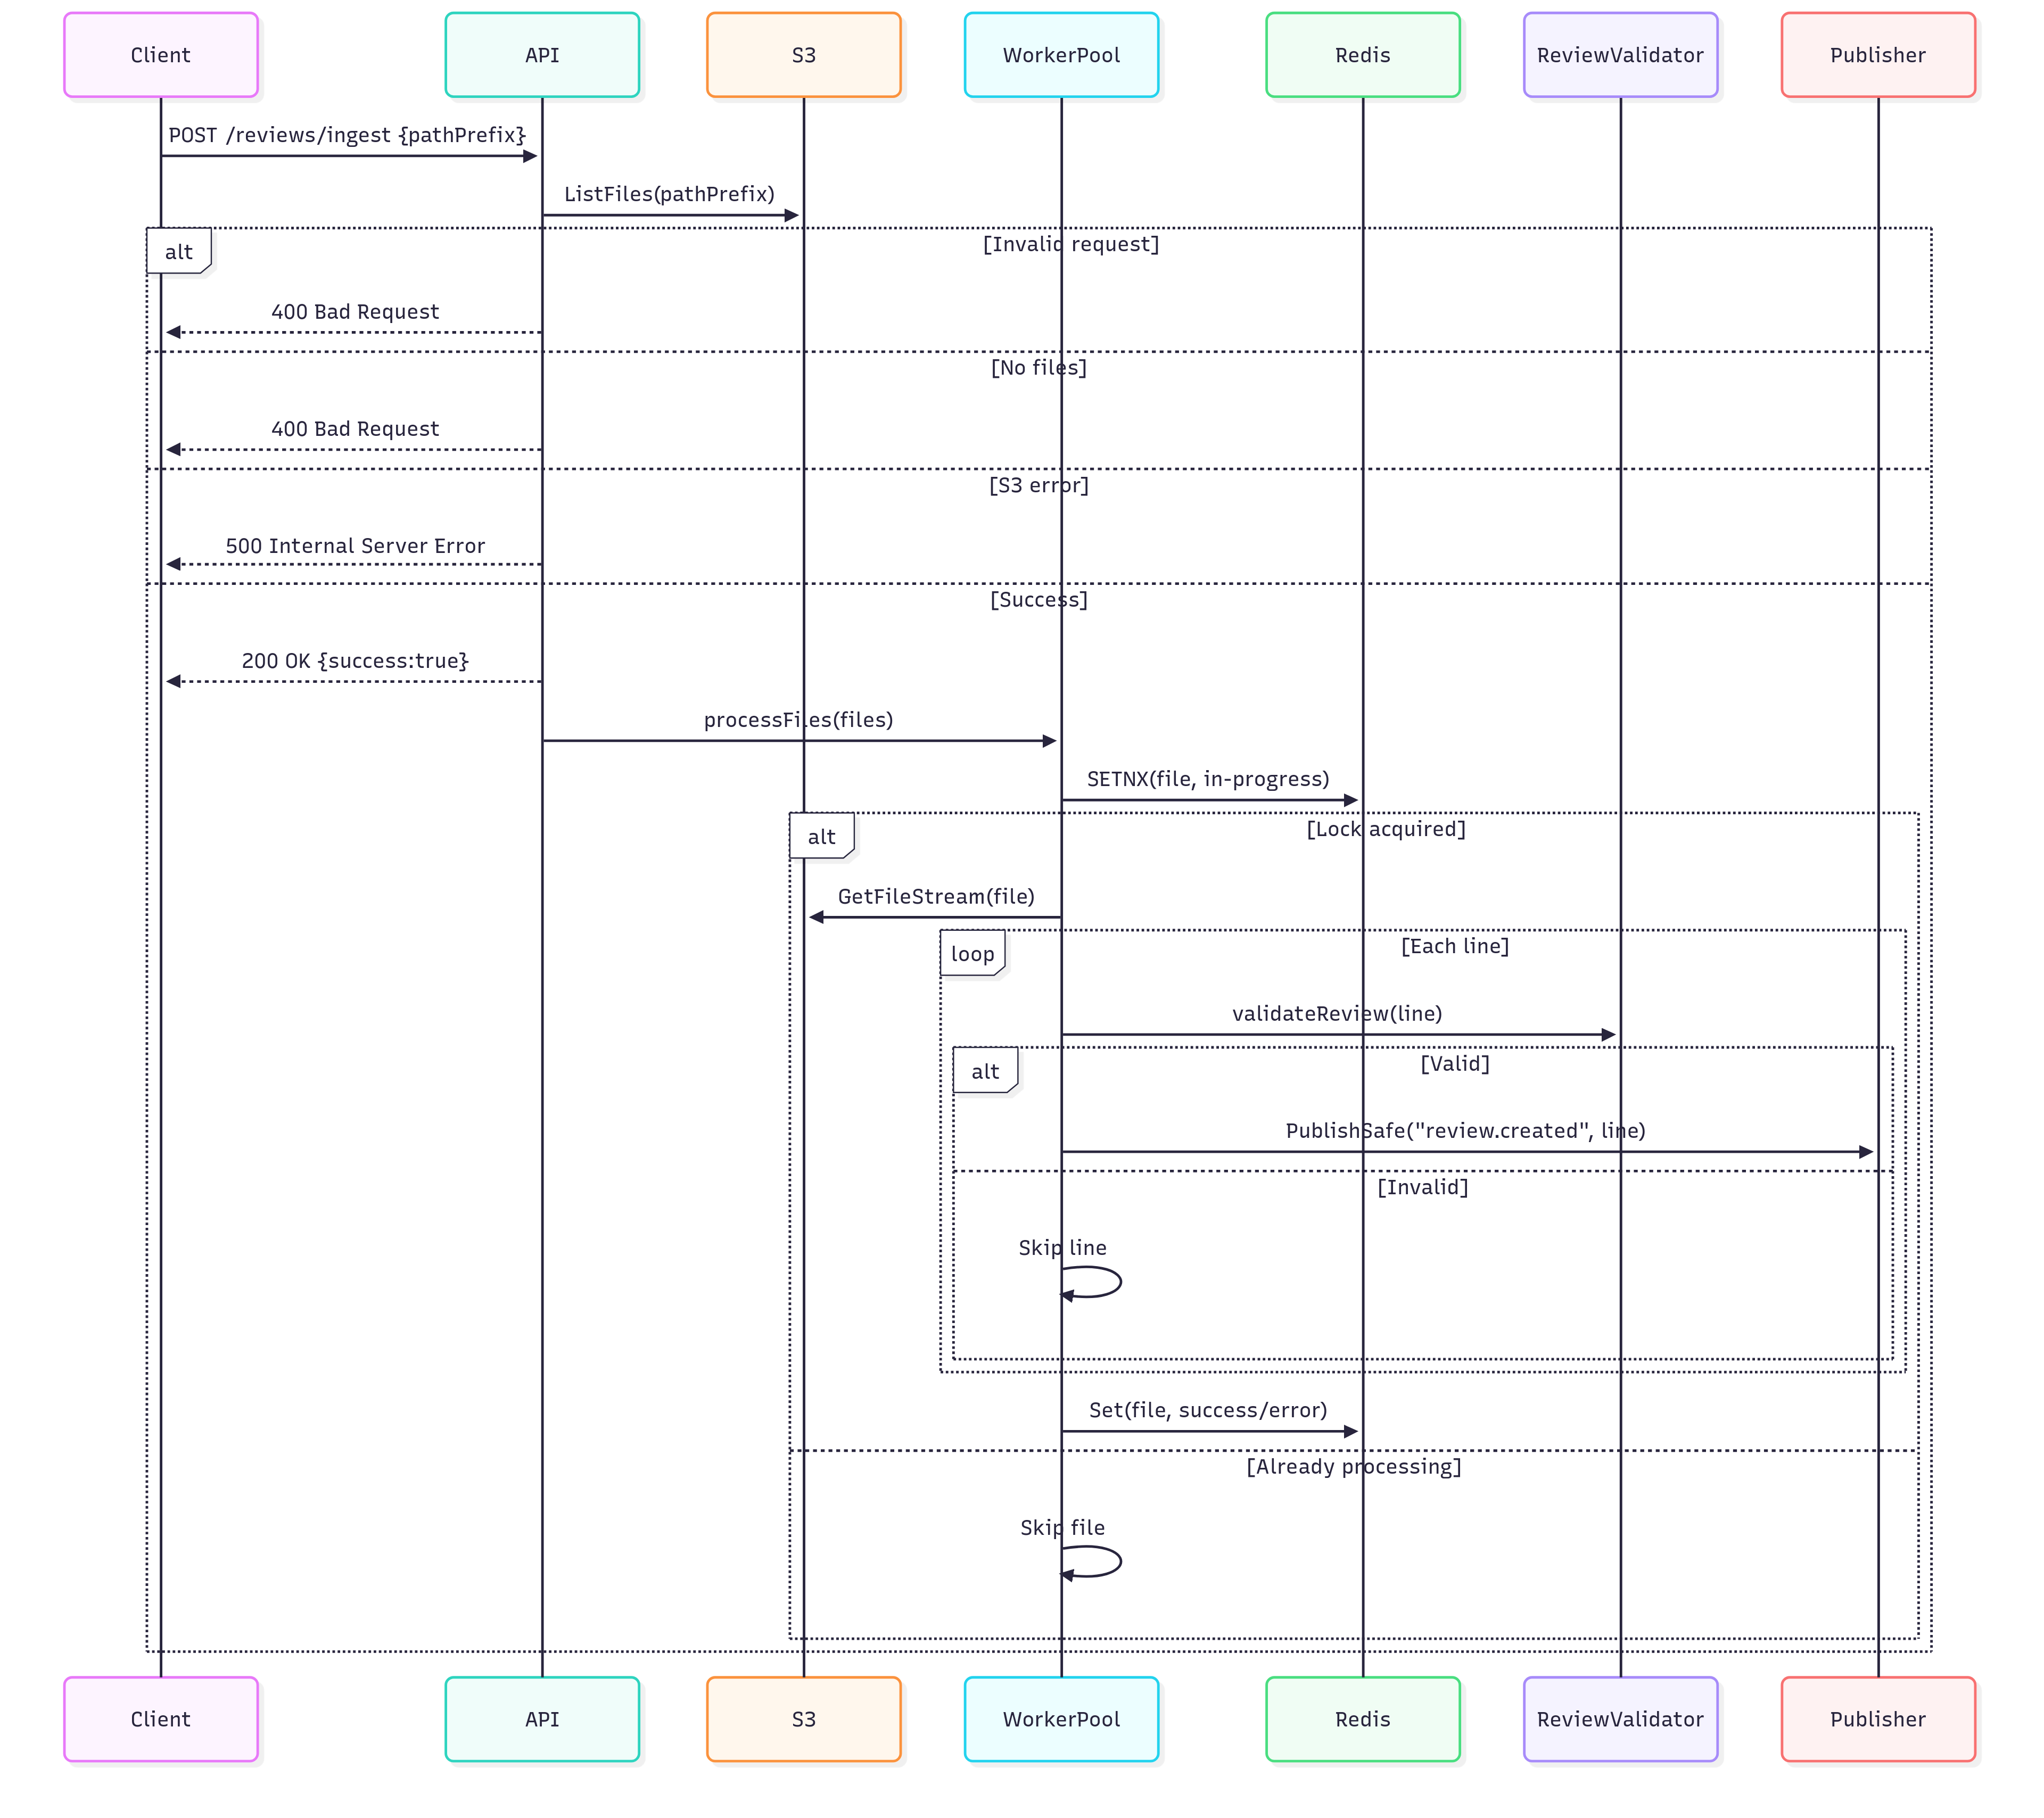 Client
API
S3
WorkerPool
Redis
ReviewValidator
Publisher
POST /reviews/ingest {pathPrefix}
ListFiles(pathPrefix)
alt
[Invalid request]
400 Bad Request
[No files]
400 Bad Request
[S3 error]
500 Internal Server Error
[Success]
200 OK {success:true}
processFiles(files)
SETNX(file, in-progress)
alt
[Lock acquired]
GetFileStream(file)
loop
[Each line]
validateReview(line)
alt
[Valid]
PublishSafe("review.created", line)
[Invalid]
Skip line
Set(file, success/error)
[Already processing]
Skip file
Client
API
S3
WorkerPool
Redis
ReviewValidator
Publisher